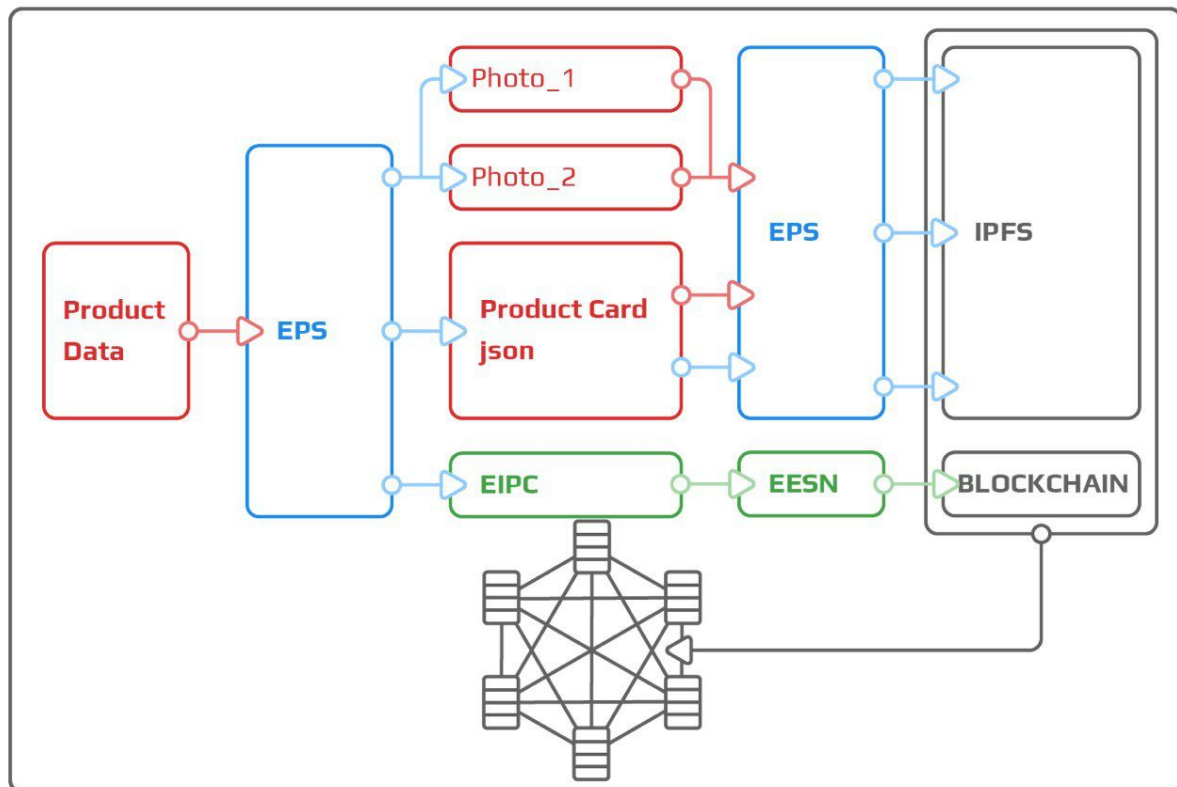 Photo_1
Photo_2
EPS
IPFS
Product
Data
EPS
Product Card
json
EIPC
EESN
BLOCKCHAIN